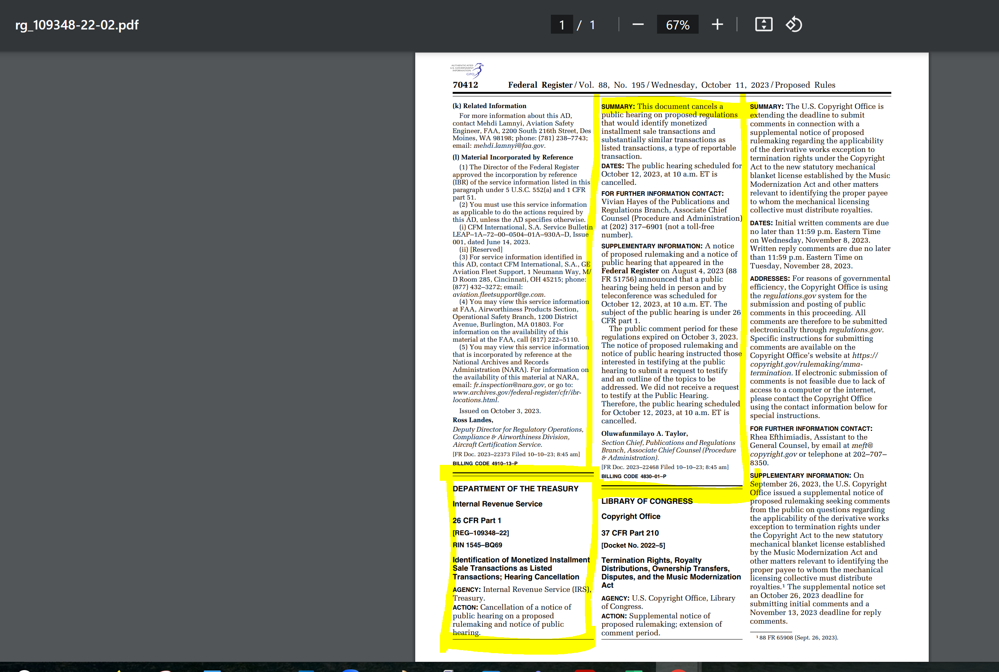 rg_109348-22-02.pdf
1 / 1
67%
AUTHENTICATED
U.S. GOVERNMENT
INFORMATION
GPO
70412 Federal Register / Vol. 88, No. 195 / Wednesday, October 11, 2023 / Proposed Rules
(k) Related Information
For more information about this AD,
contact Mehdi Lamnyi, Aviation Safety
Engineer, FAA, 2200 South 216th Street, Des
Moines, WA 98198; phone: (781) 238–7743;
email: mehdi.lamnyi@faa.gov.
(l) Material Incorporated by Reference
(1) The Director of the Federal Register
approved the incorporation by reference
(IBR) of the service information listed in this
paragraph under 5 U.S.C. 552(a) and 1 CFR
part 51.
(2) You must use this service information
as applicable to do the actions required by
this AD, unless the AD specifies otherwise.
(i) CFM International, S.A. Service Bulletin
LEAP–1A–72–00–0504–01A–930A–D, Issue
001, dated June 14, 2023.
(ii) [Reserved]
(3) For service information identified in
this AD, contact CFM International, S.A., GE
Aviation Fleet Support, 1 Neumann Way, M/
D Room 285, Cincinnati, OH 45215; phone:
(877) 432–3272; email:
aviation.fleetsupport@ge.com.
(4) You may view this service information
at FAA, Airworthiness Products Section,
Operational Safety Branch, 1200 District
Avenue, Burlington, MA 01803. For
information on the availability of this
material at the FAA, call (817) 222–5110.
(5) You may view this service information
that is incorporated by reference at the
National Archives and Records
Administration (NARA). For information on
the availability of this material at NARA,
email: fr.inspection@nara.gov, or go to:
www.archives.gov/federal-register/cfr/ibr-
locations.html.
Issued on October 3, 2023.
Ross Landes,
Deputy Director for Regulatory Operations,
Compliance & Airworthiness Division,
Aircraft Certification Service.
[FR Doc. 2023–22373 Filed 10–10–23; 8:45 am]
BILLING CODE 4910–13–P
DEPARTMENT OF THE TREASURY
Internal Revenue Service
26 CFR Part 1
[REG–109348–22]
RIN 1545–BQ69
Identification of Monetized Installment
Sale Transactions as Listed
Transactions; Hearing Cancellation
AGENCY: Internal Revenue Service (IRS),
Treasury.
ACTION: Cancellation of a notice of
public hearing on a proposed
rulemaking and notice of public
hearing.
SUMMARY: This document cancels a
public hearing on proposed regulations
that would identify monetized
installment sale transactions and
substantially similar transactions as
listed transactions, a type of reportable
transaction.
DATES: The public hearing scheduled for
October 12, 2023, at 10 a.m. ET is
cancelled.
FOR FURTHER INFORMATION CONTACT:
Vivian Hayes of the Publications and
Regulations Branch, Associate Chief
Counsel (Procedure and Administration)
at (202) 317–6901 (not a toll-free
number).
SUPPLEMENTARY INFORMATION: A notice
of proposed rulemaking and a notice of
public hearing that appeared in the
Federal Register on August 4, 2023 (88
FR 51756) announced that a public
hearing being held in person and by
teleconference was scheduled for
October 12, 2023, at 10 a.m. ET. The
subject of the public hearing is under 26
CFR part 1.
The public comment period for these
regulations expired on October 3, 2023.
The notice of proposed rulemaking and
notice of public hearing instructed those
interested in testifying at the public
hearing to submit a request to testify
and an outline of the topics to be
addressed. We did not receive a request
to testify at the Public Hearing.
Therefore, the public hearing scheduled
for October 12, 2023, at 10 a.m. ET is
cancelled.
Oluwafunmilayo A. Taylor,
Section Chief, Publications and Regulations
Branch, Associate Chief Counsel (Procedure
& Administration).
[FR Doc. 2023–22468 Filed 10–10–23; 8:45 am]
BILLING CODE 4830–01–P
LIBRARY OF CONGRESS
Copyright Office
37 CFR Part 210
[Docket No. 2022–5]
Termination Rights, Royalty
Distributions, Ownership Transfers,
Disputes, and the Music Modernization
Act
AGENCY: U.S. Copyright Office, Library
of Congress.
ACTION: Supplemental notice of
proposed rulemaking; extension of
comment period.
SUMMARY: The U.S. Copyright Office is
extending the deadline to submit
comments in connection with a
supplemental notice of proposed
rulemaking regarding the applicability
of the derivative works exception to
termination rights under the Copyright
Act to the new statutory mechanical
blanket license established by the Music
Modernization Act and other matters
relevant to identifying the proper payee
to whom the mechanical licensing
collective must distribute royalties.
DATES: Initial written comments are due
no later than 11:59 p.m. Eastern Time
on Wednesday, November 8, 2023.
Written reply comments are due no later
than 11:59 p.m. Eastern Time on
Tuesday, November 28, 2023.
ADDRESSES: For reasons of governmental
efficiency, the Copyright Office is using
the regulations.gov system for the
submission and posting of public
comments in this proceeding. All
comments are therefore to be submitted
electronically through regulations.gov.
Specific instructions for submitting
comments are available on the
Copyright Office’s website at https://
copyright.gov/rulemaking/mma-
termination. If electronic submission of
comments is not feasible due to lack of
access to a computer or the internet,
please contact the Copyright Office
using the contact information below for
special instructions.
FOR FURTHER INFORMATION CONTACT:
Rhea Efthimiadis, Assistant to the
General Counsel, by email at meft@
copyright.gov or telephone at 202–707–
8350.
SUPPLEMENTARY INFORMATION: On
September 26, 2023, the U.S. Copyright
Office issued a supplemental notice of
proposed rulemaking seeking comments
from the public on questions regarding
the applicability of the derivative works
exception to termination rights under
the Copyright Act to the new statutory
mechanical blanket license established
by the Music Modernization Act and
other matters relevant to identifying the
proper payee to whom the mechanical
licensing collective must distribute
royalties.¹ The supplemental notice set
an October 26, 2023 deadline for
submitting initial comments and a
November 13, 2023 deadline for reply
comments.
¹ 88 FR 65908 (Sept. 26, 2023).